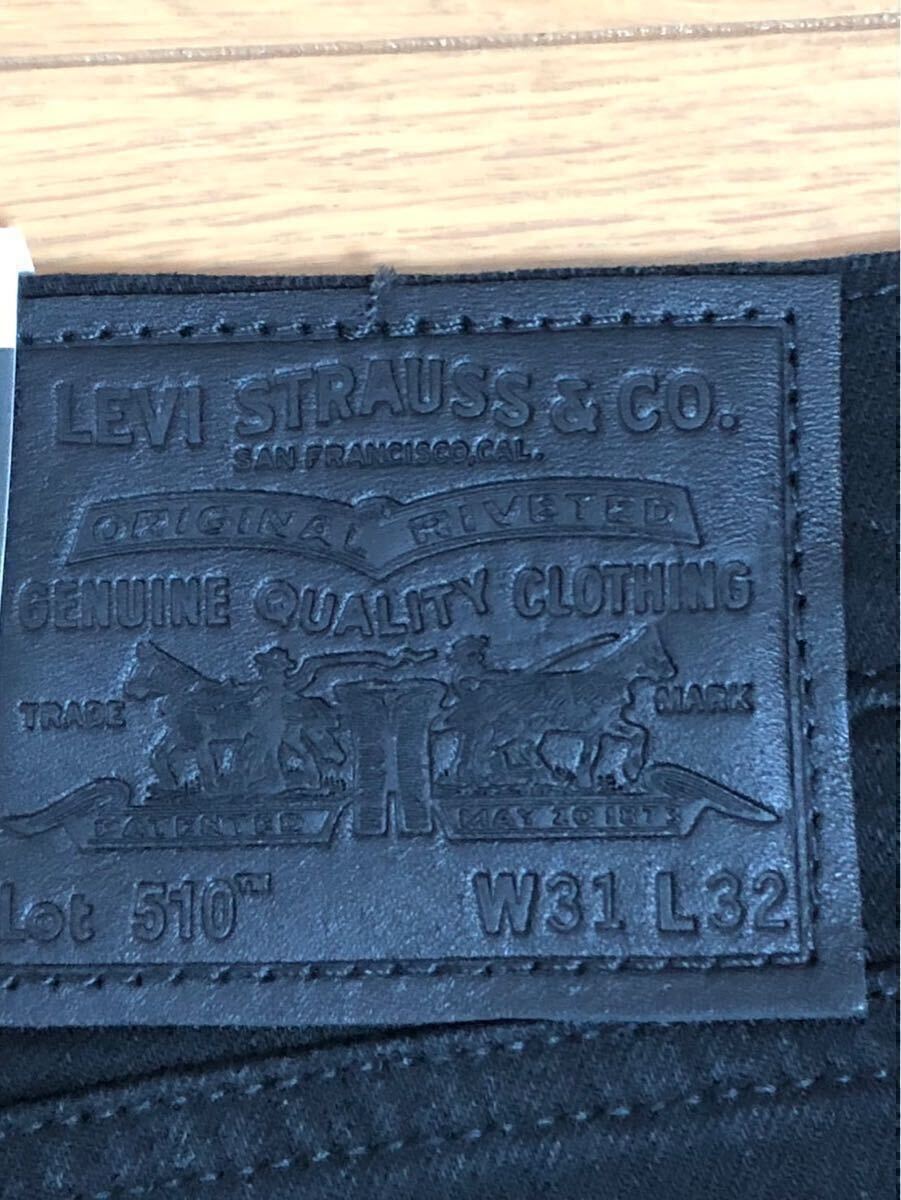 LEVI STRAUSS & CO.
SAN FRANCISCO, CAL.
ORIGINAL RIVETED
GENUINE QUALITY CLOTHING
TRADE MARK
PATENTED MAY 20 1873
Lot 510™ W31 L32